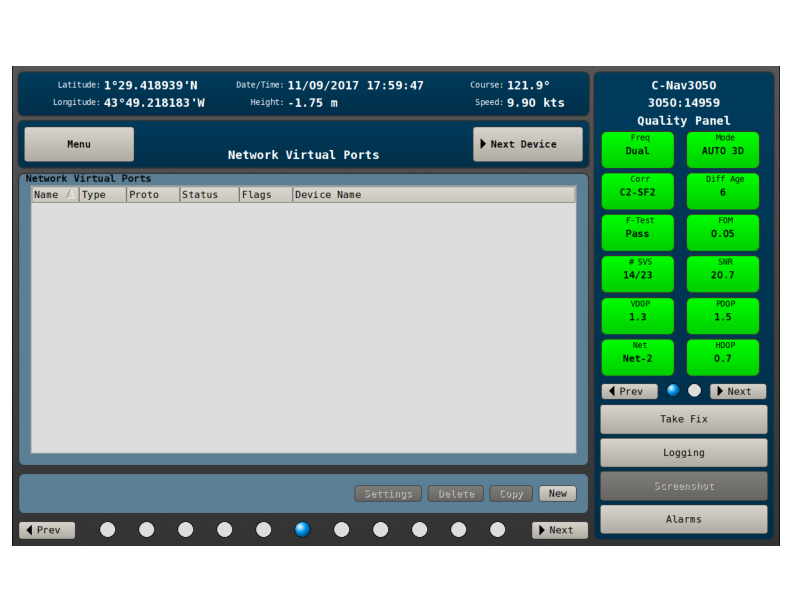 Latitude: 1°29.418939'N
Longitude: 43°49.218183'W
Date/Time: 11/09/2017 17:59:47
Height: -1.75 m
Course: 121.9°
Speed: 9.90 kts
Menu
Network Virtual Ports
Next Device
Network Virtual Ports
Name Type Proto Status Flags Device Name
Settings Delete Copy New
Prev Next
C-Nav3050
3050:14959
Quality Panel
Freq
Dual
Mode
AUTO 3D
Corr
C2-SF2
Diff Age
6
F-Test
Pass
FOM
0.05
# SVS
14/23
SNR
20.7
VDOP
1.3
PDOP
1.5
Net
Net-2
HDOP
0.7
Prev Next
Take Fix
Logging
Screenshot
Alarms